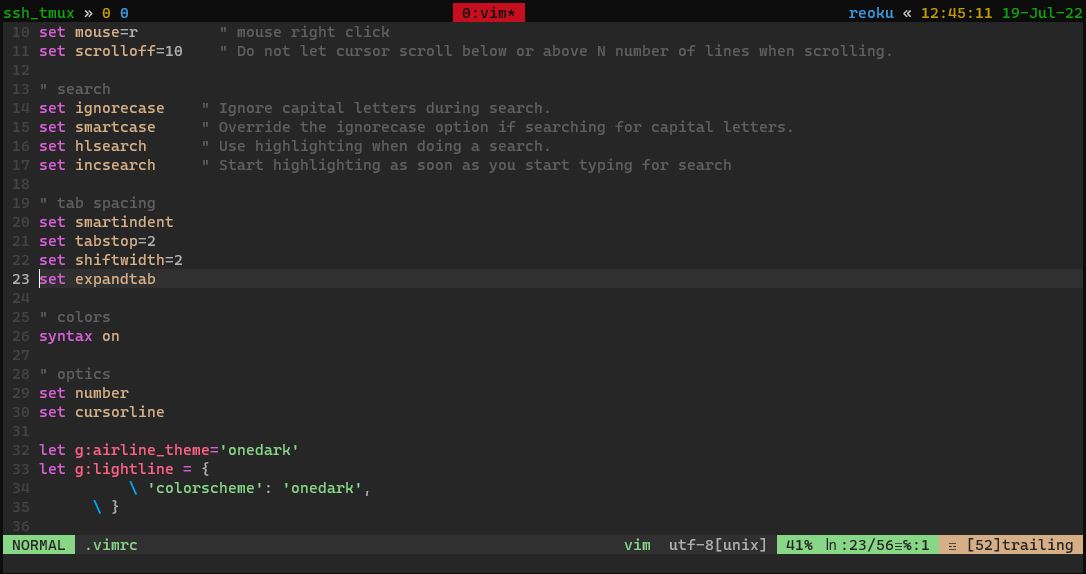 ssh_tmux » 0 0 0:vim* reoku « 12:45:11 19-Jul-22
10 set mouse=r " mouse right click
11 set scrolloff=10 " Do not let cursor scroll below or above N number of lines when scrolling.
12
13 " search
14 set ignorecase " Ignore capital letters during search.
15 set smartcase " Override the ignorecase option if searching for capital letters.
16 set hlsearch " Use highlighting when doing a search.
17 set incsearch " Start highlighting as soon as you start typing for search
18
19 " tab spacing
20 set smartindent
21 set tabstop=2
22 set shiftwidth=2
23 set expandtab
24
25 " colors
26 syntax on
27
28 " optics
29 set number
30 set cursorline
31
32 let g:airline_theme='onedark'
33 let g:lightline = {
34 \ 'colorscheme': 'onedark',
35 \ }
36
NORMAL .vimrc vim utf-8[unix] 41% ㏑:23/56≡℅:1 ☲ [52]trailing